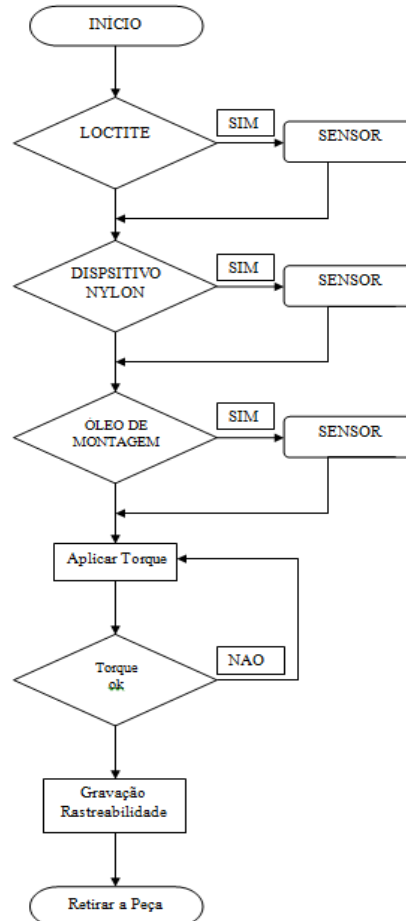 INÍCIO
LOCTITE
SIM
SENSOR
DISPSITIVO
NYLON
SIM
SENSOR
ÓLEO DE
MONTAGEM
SIM
SENSOR
Aplicar Torque
Torque
ok
NAO
Gravação
Rastreabilidade
Retirar a Peça